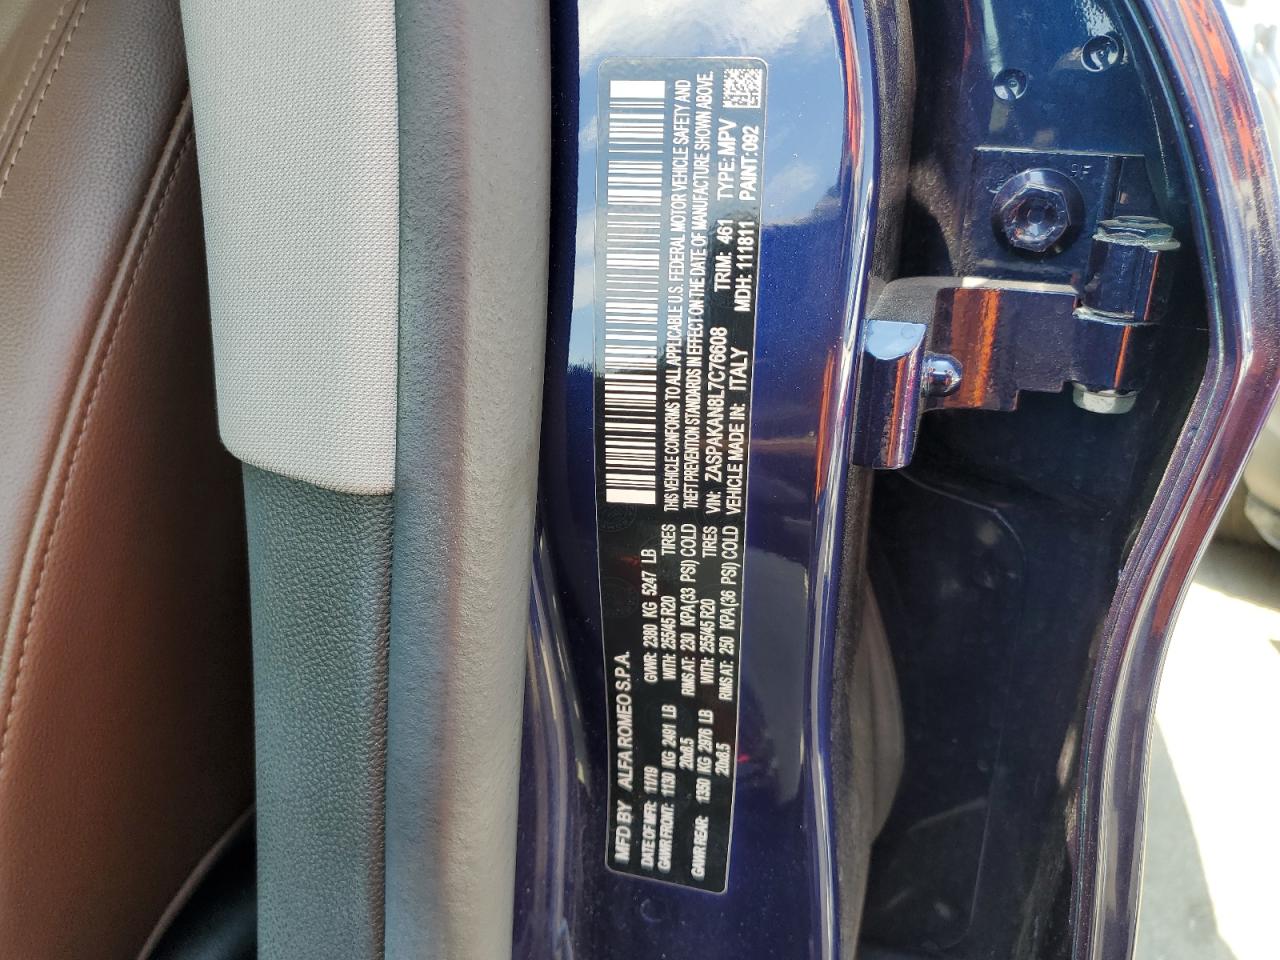 MFD BY ALFA ROMEO S.P.A.
DATE OF MFR: 11/19 GVWR: 2380 KG 5247 LB
GAWR FRONT: 1130 KG 2491 LB WITH: 255/45 R20 TIRES
20x8.5 RIMS AT: 230 KPA(33 PSI) COLD
GAWR REAR: 1350 KG 2976 LB WITH: 255/45 R20 TIRES
20x8.5 RIMS AT: 250 KPA(36 PSI) COLD
THIS VEHICLE CONFORMS TO ALL APPLICABLE U.S. FEDERAL MOTOR VEHICLE SAFETY AND
THEFT PREVENTION STANDARDS IN EFFECT ON THE DATE OF MANUFACTURE SHOWN ABOVE.
VIN: ZASPAKAN8L7C76608 TRIM: 461 TYPE: MPV
VEHICLE MADE IN: ITALY MDH: 111811 PAINT: 092